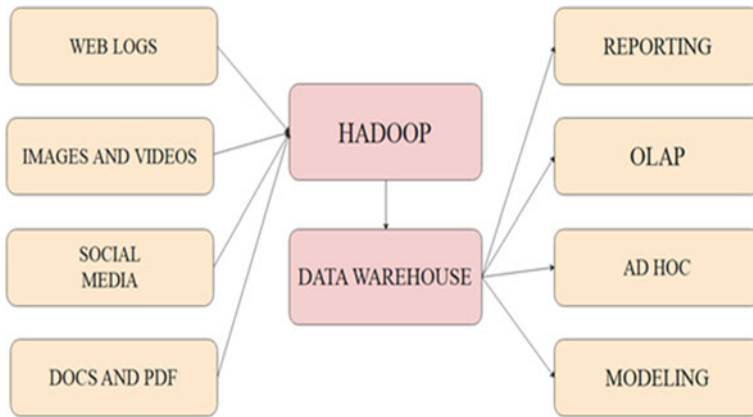 WEB LOGS
IMAGES AND VIDEOS
SOCIAL
MEDIA
DOCS AND PDF
HADOOP
DATA WAREHOUSE
REPORTING
OLAP
AD HOC
MODELING